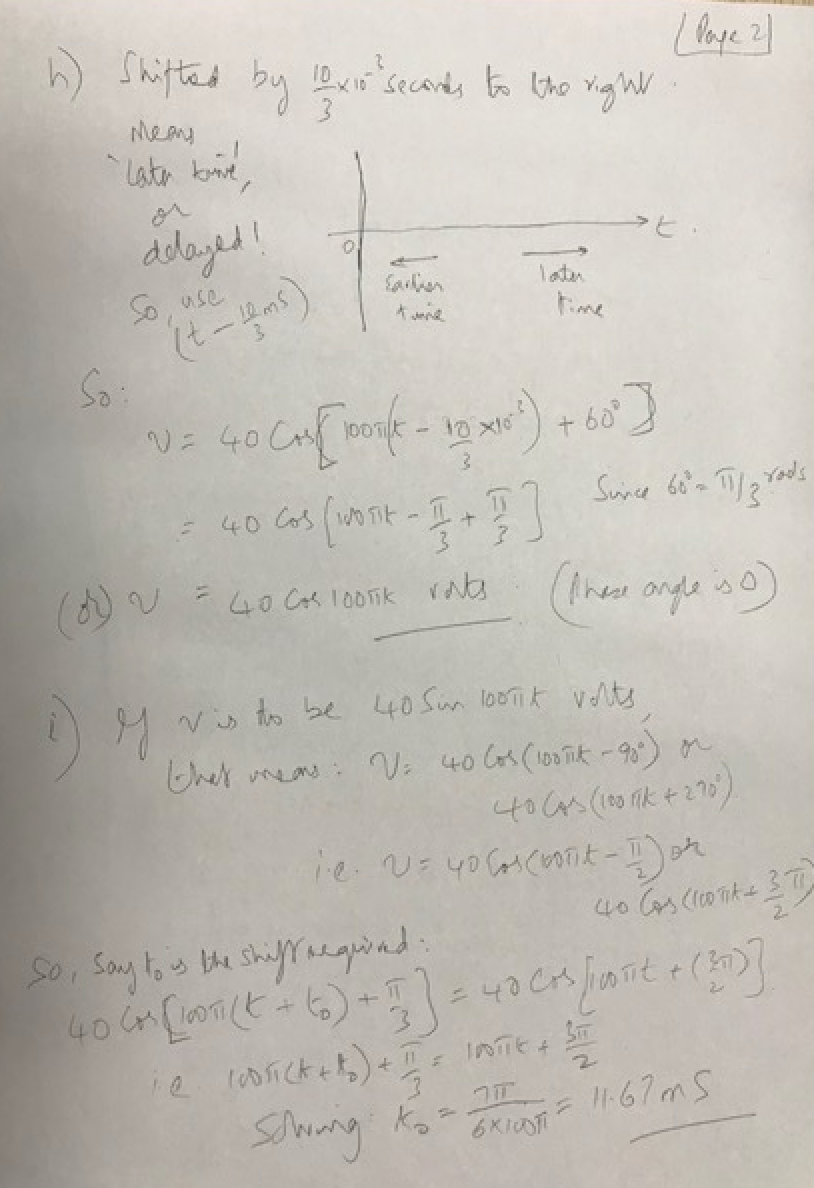 [Page 2]
h) Shifted by 10/3 x10^-3 seconds to the right.
Means
'later time',
or
delayed!
So, use
(t - 10/3 ms)
t.
0
Earlier
time
later
time
So:
v = 40 Cos[100πt - 10/3 x10^-3) + 60°]
= 40 cos [100πt - π/3 + π/3] Since 60° = π/3 rads
(or) v = 40 Cos 100πt volts. (Phase angle is 0)
i) If v is to be 40 Sin 100πt volts,
that means: v = 40 Cos(100πt - 90°) or
40 Cos(100πt + 270°)
i.e. v = 40 Cos(100πt - π/2) or
40 Cos(100πt + 3/2 π)
So, say t0 is the shift required:
40 Cos[100π(t + t0) + π/3] = 40 Cos[100πt + (3π/2)].
i.e 100π(t + t0) + π/3 = 100πt + 3π/2
Solving: t0 = 7π/6x100π = 11.67 mS